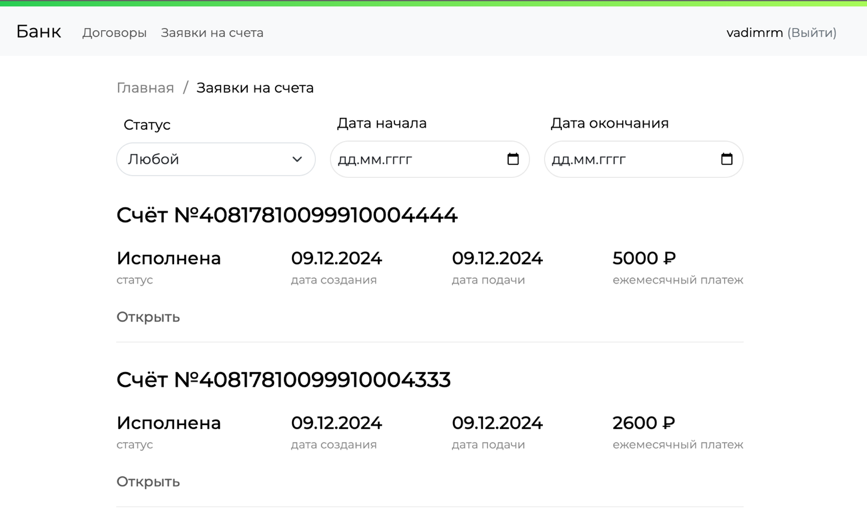 Банк Договоры Заявки на счета vadimrm (Выйти)
Главная / Заявки на счета
Статус Дата начала Дата окончания
Любой дд.мм.гггг дд.мм.гггг
Счёт №40817810099910004444
Исполнена 09.12.2024 09.12.2024 5000 ₽
статус дата создания дата подачи ежемесячный платеж
Открыть
Счёт №40817810099910004333
Исполнена 09.12.2024 09.12.2024 2600 ₽
статус дата создания дата подачи ежемесячный платеж
Открыть